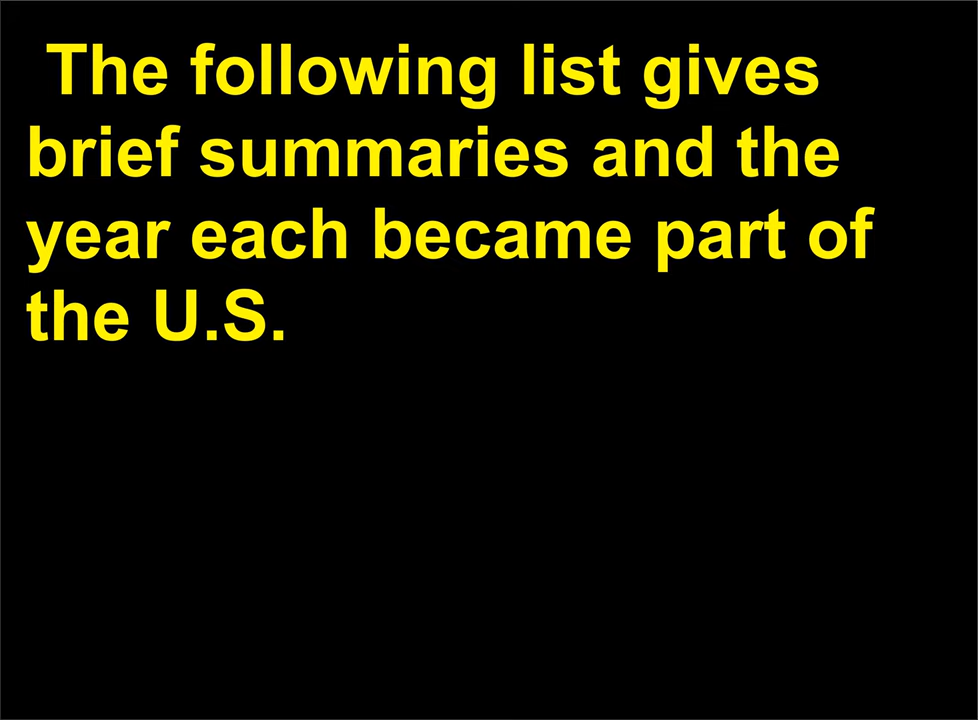 The following list gives
brief summaries and the
year each became part of
the U.S.